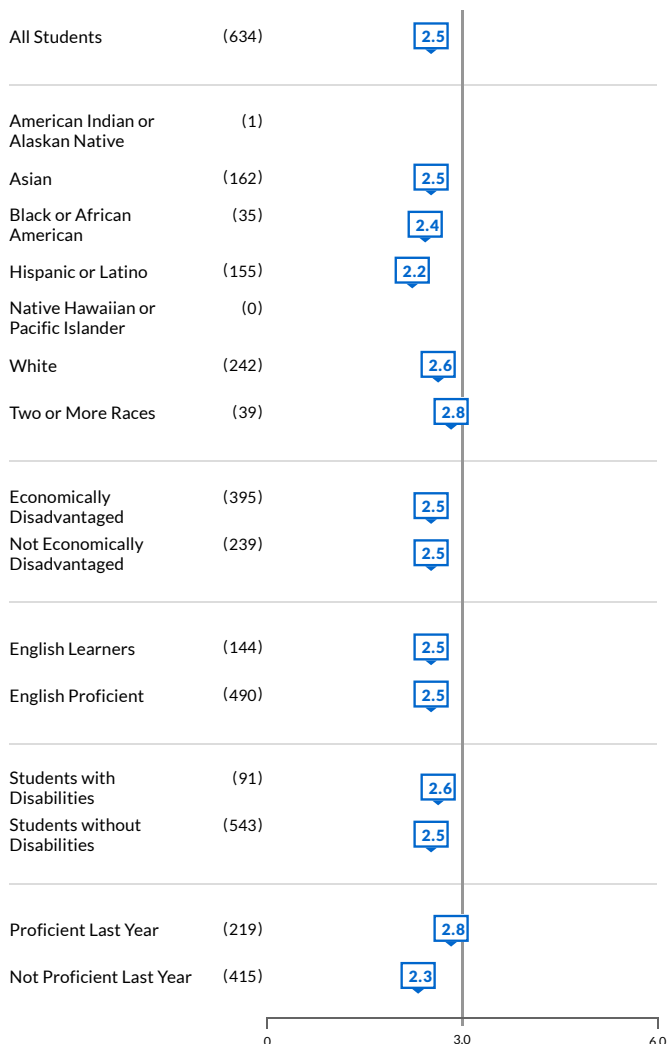 All Students (634) 2.5
American Indian or (1)
Alaskan Native
Asian (162) 2.5
Black or African (35) 2.4
American
Hispanic or Latino (155) 2.2
Native Hawaiian or (0)
Pacific Islander
White (242) 2.6
Two or More Races (39) 2.8
Economically (395) 2.5
Disadvantaged
Not Economically (239) 2.5
Disadvantaged
English Learners (144) 2.5
English Proficient (490) 2.5
Students with (91) 2.6
Disabilities
Students without (543) 2.5
Disabilities
Proficient Last Year (219) 2.8
Not Proficient Last Year (415) 2.3
0 3.0 6.0